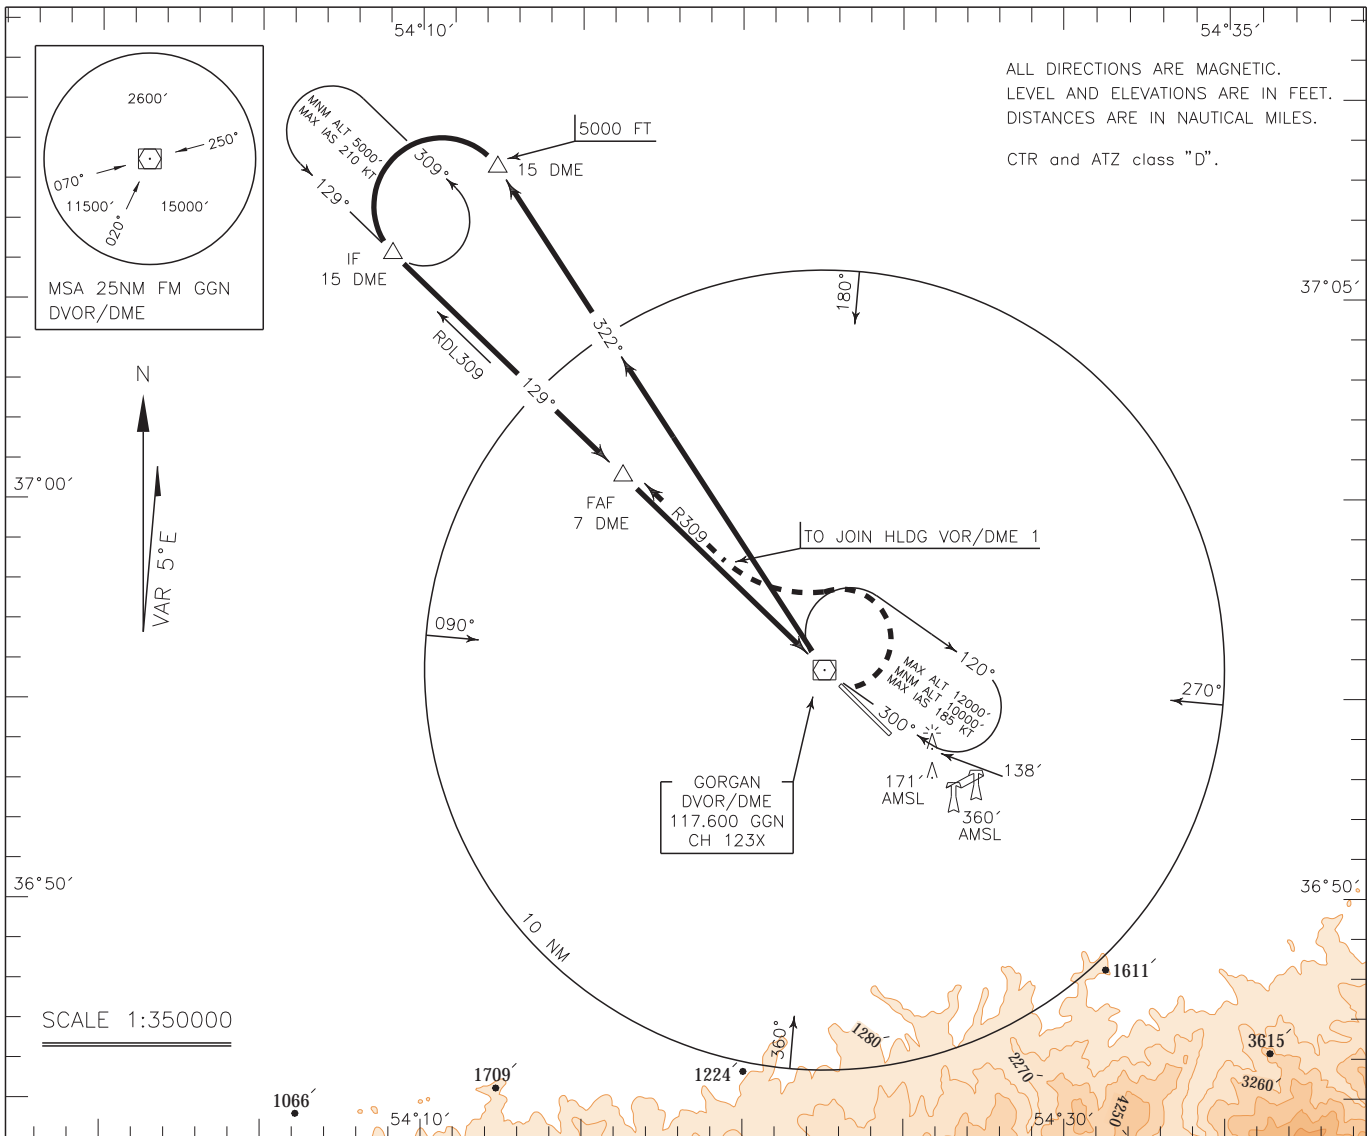 54°10′
54°35′
2600′
250°
070°
11500′
15000′
020°
MSA 25NM FM GGN
DVOR/DME
ALL DIRECTIONS ARE MAGNETIC.
LEVEL AND ELEVATIONS ARE IN FEET.
DISTANCES ARE IN NAUTICAL MILES.
CTR and ATZ class "D".
MNM ALT 5000′
MAX IAS 210 KT
309°
129°
5000 FT
15 DME
IF
15 DME
180°
37°05′
RDL309
322°
129°
N
VAR 5°E
37°00′
FAF
7 DME
R309
TO JOIN HLDG VOR/DME 1
090°
120°
MAX ALT 12000′
MNM ALT 10000′
MAX IAS 185 KT
300°
270°
GORGAN
DVOR/DME
117.600 GGN
CH 123X
171′
AMSL
138′
360′
AMSL
36°50′
36°50′
10 NM
1611′
SCALE 1:350000
360°
1280′
2270′
3615′
3260′
4250′
1709′
1224′
1066′
54°10′
54°30′